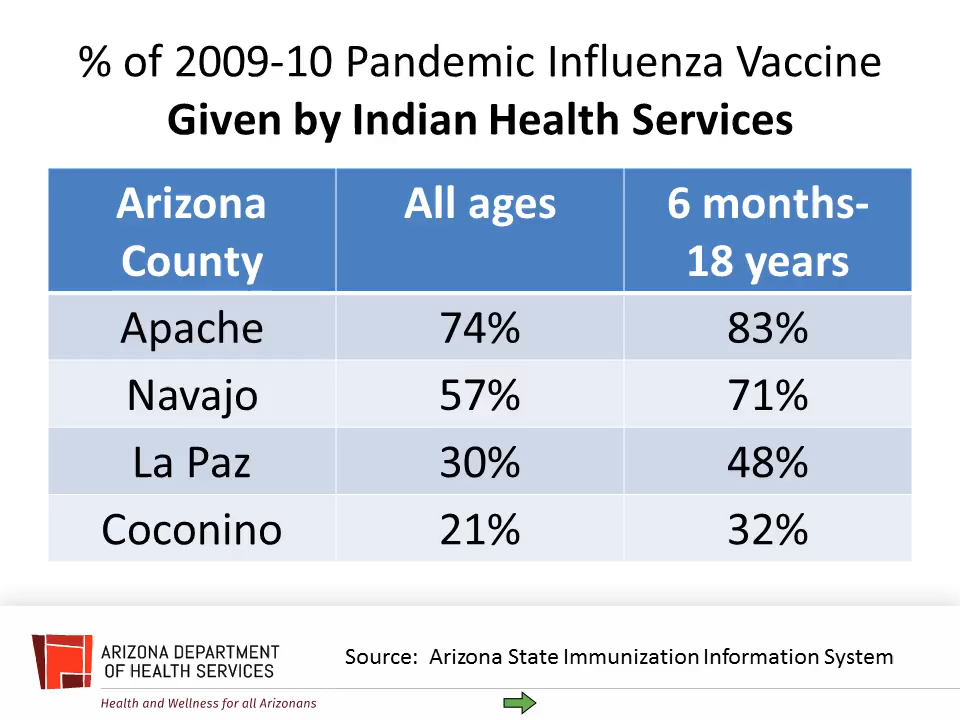 % of 2009-10 Pandemic Influenza Vaccine
Given by Indian Health Services
Arizona County All ages 6 months-18 years
Apache 74% 83%
Navajo 57% 71%
La Paz 30% 48%
Coconino 21% 32%
ARIZONA DEPARTMENT
OF HEALTH SERVICES
Source: Arizona State Immunization Information System
Health and Wellness for all Arizonans